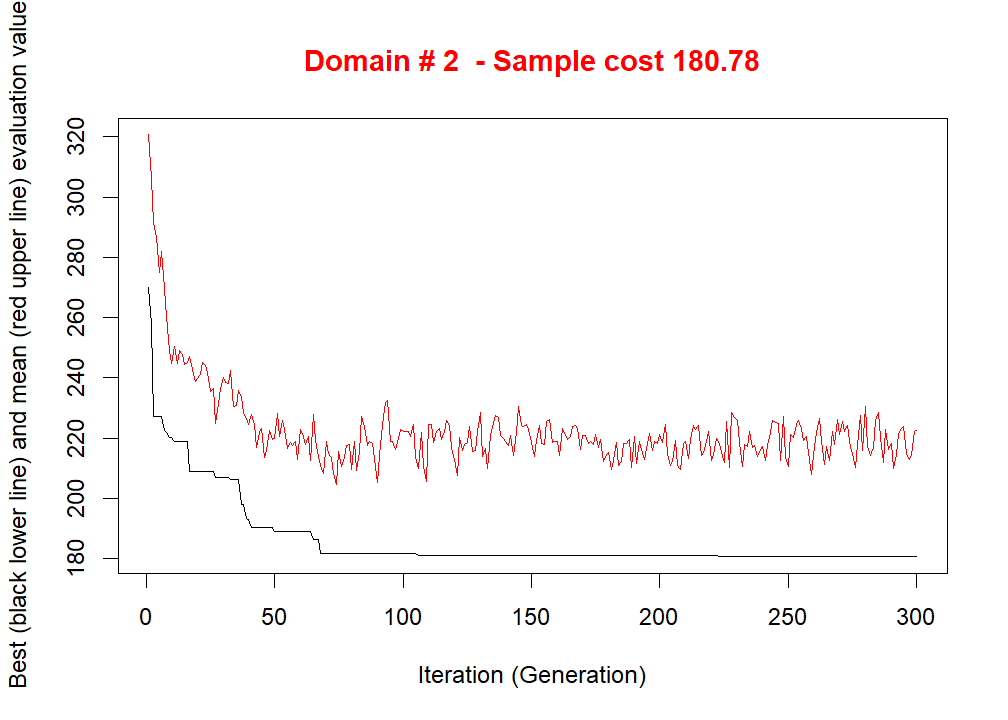 Domain # 2  - Sample cost 180.78
Best (black lower line) and mean (red upper line) evaluation value
320
300
280
260
240
220
200
180
0 50 100 150 200 250 300
Iteration (Generation)